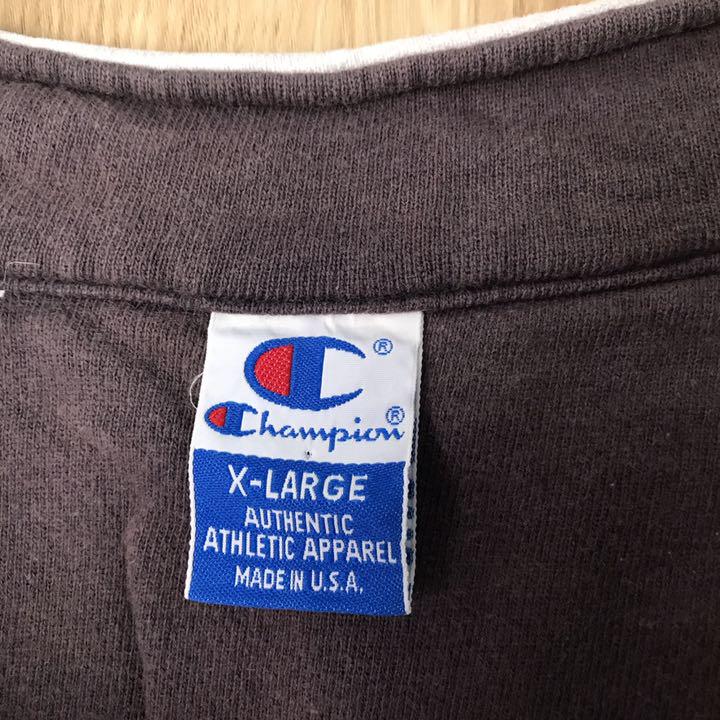 ®
Champion®
X-LARGE
AUTHENTIC
ATHLETIC APPAREL
MADE IN U.S.A.